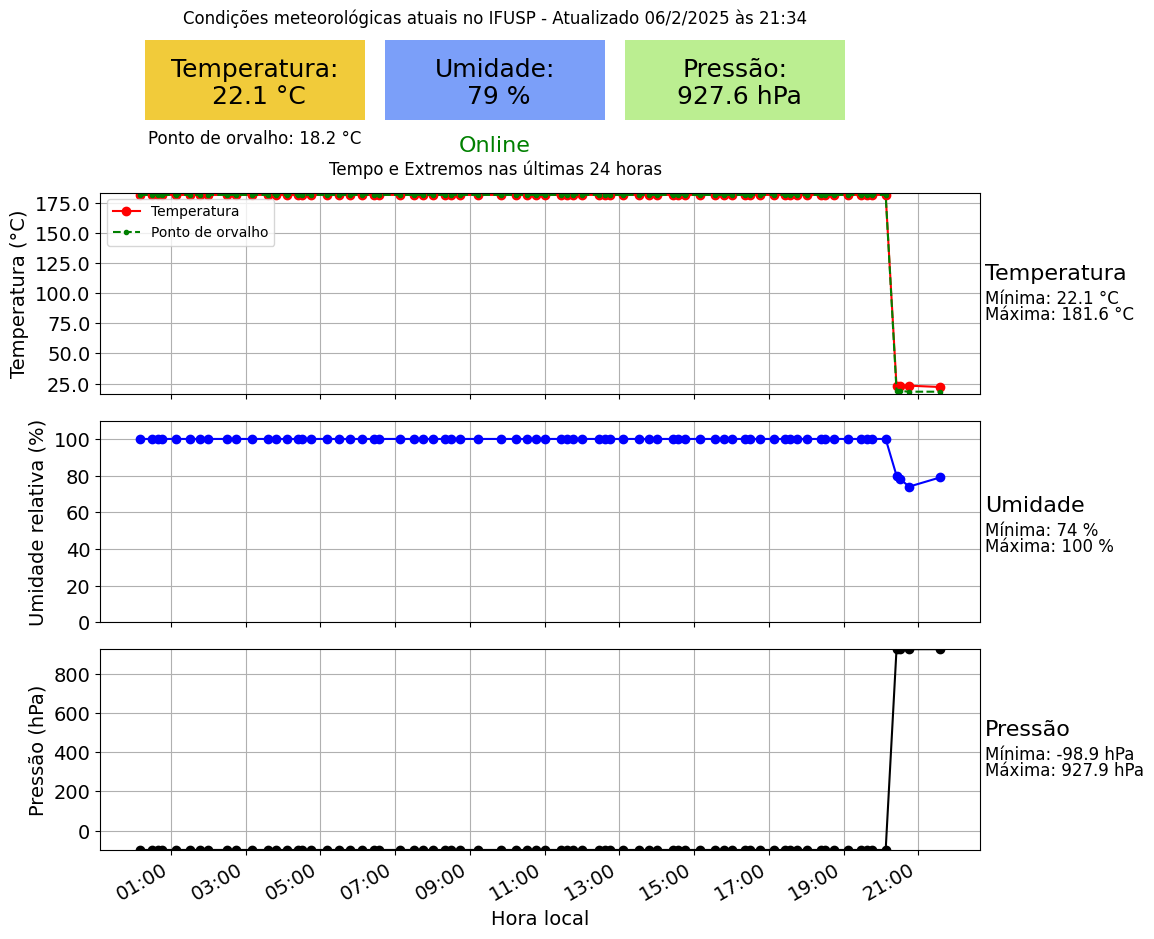 Condições meteorológicas atuais no IFUSP - Atualizado 06/2/2025 às 21:34
Temperatura:
22.1 °C
Umidade:
79 %
Pressão:
927.6 hPa
Ponto de orvalho: 18.2 °C
Online
Tempo e Extremos nas últimas 24 horas
Temperatura (°C)
175.0
150.0
125.0
100.0
75.0
50.0
25.0
Temperatura
Ponto de orvalho
Temperatura
Mínima: 22.1 °C
Máxima: 181.6 °C
Umidade relativa (%)
100
80
60
40
20
0
Umidade
Mínima: 74 %
Máxima: 100 %
Pressão (hPa)
800
600
400
200
0
Pressão
Mínima: -98.9 hPa
Máxima: 927.9 hPa
01:00 03:00 05:00 07:00 09:00 11:00 13:00 15:00 17:00 19:00 21:00
Hora local